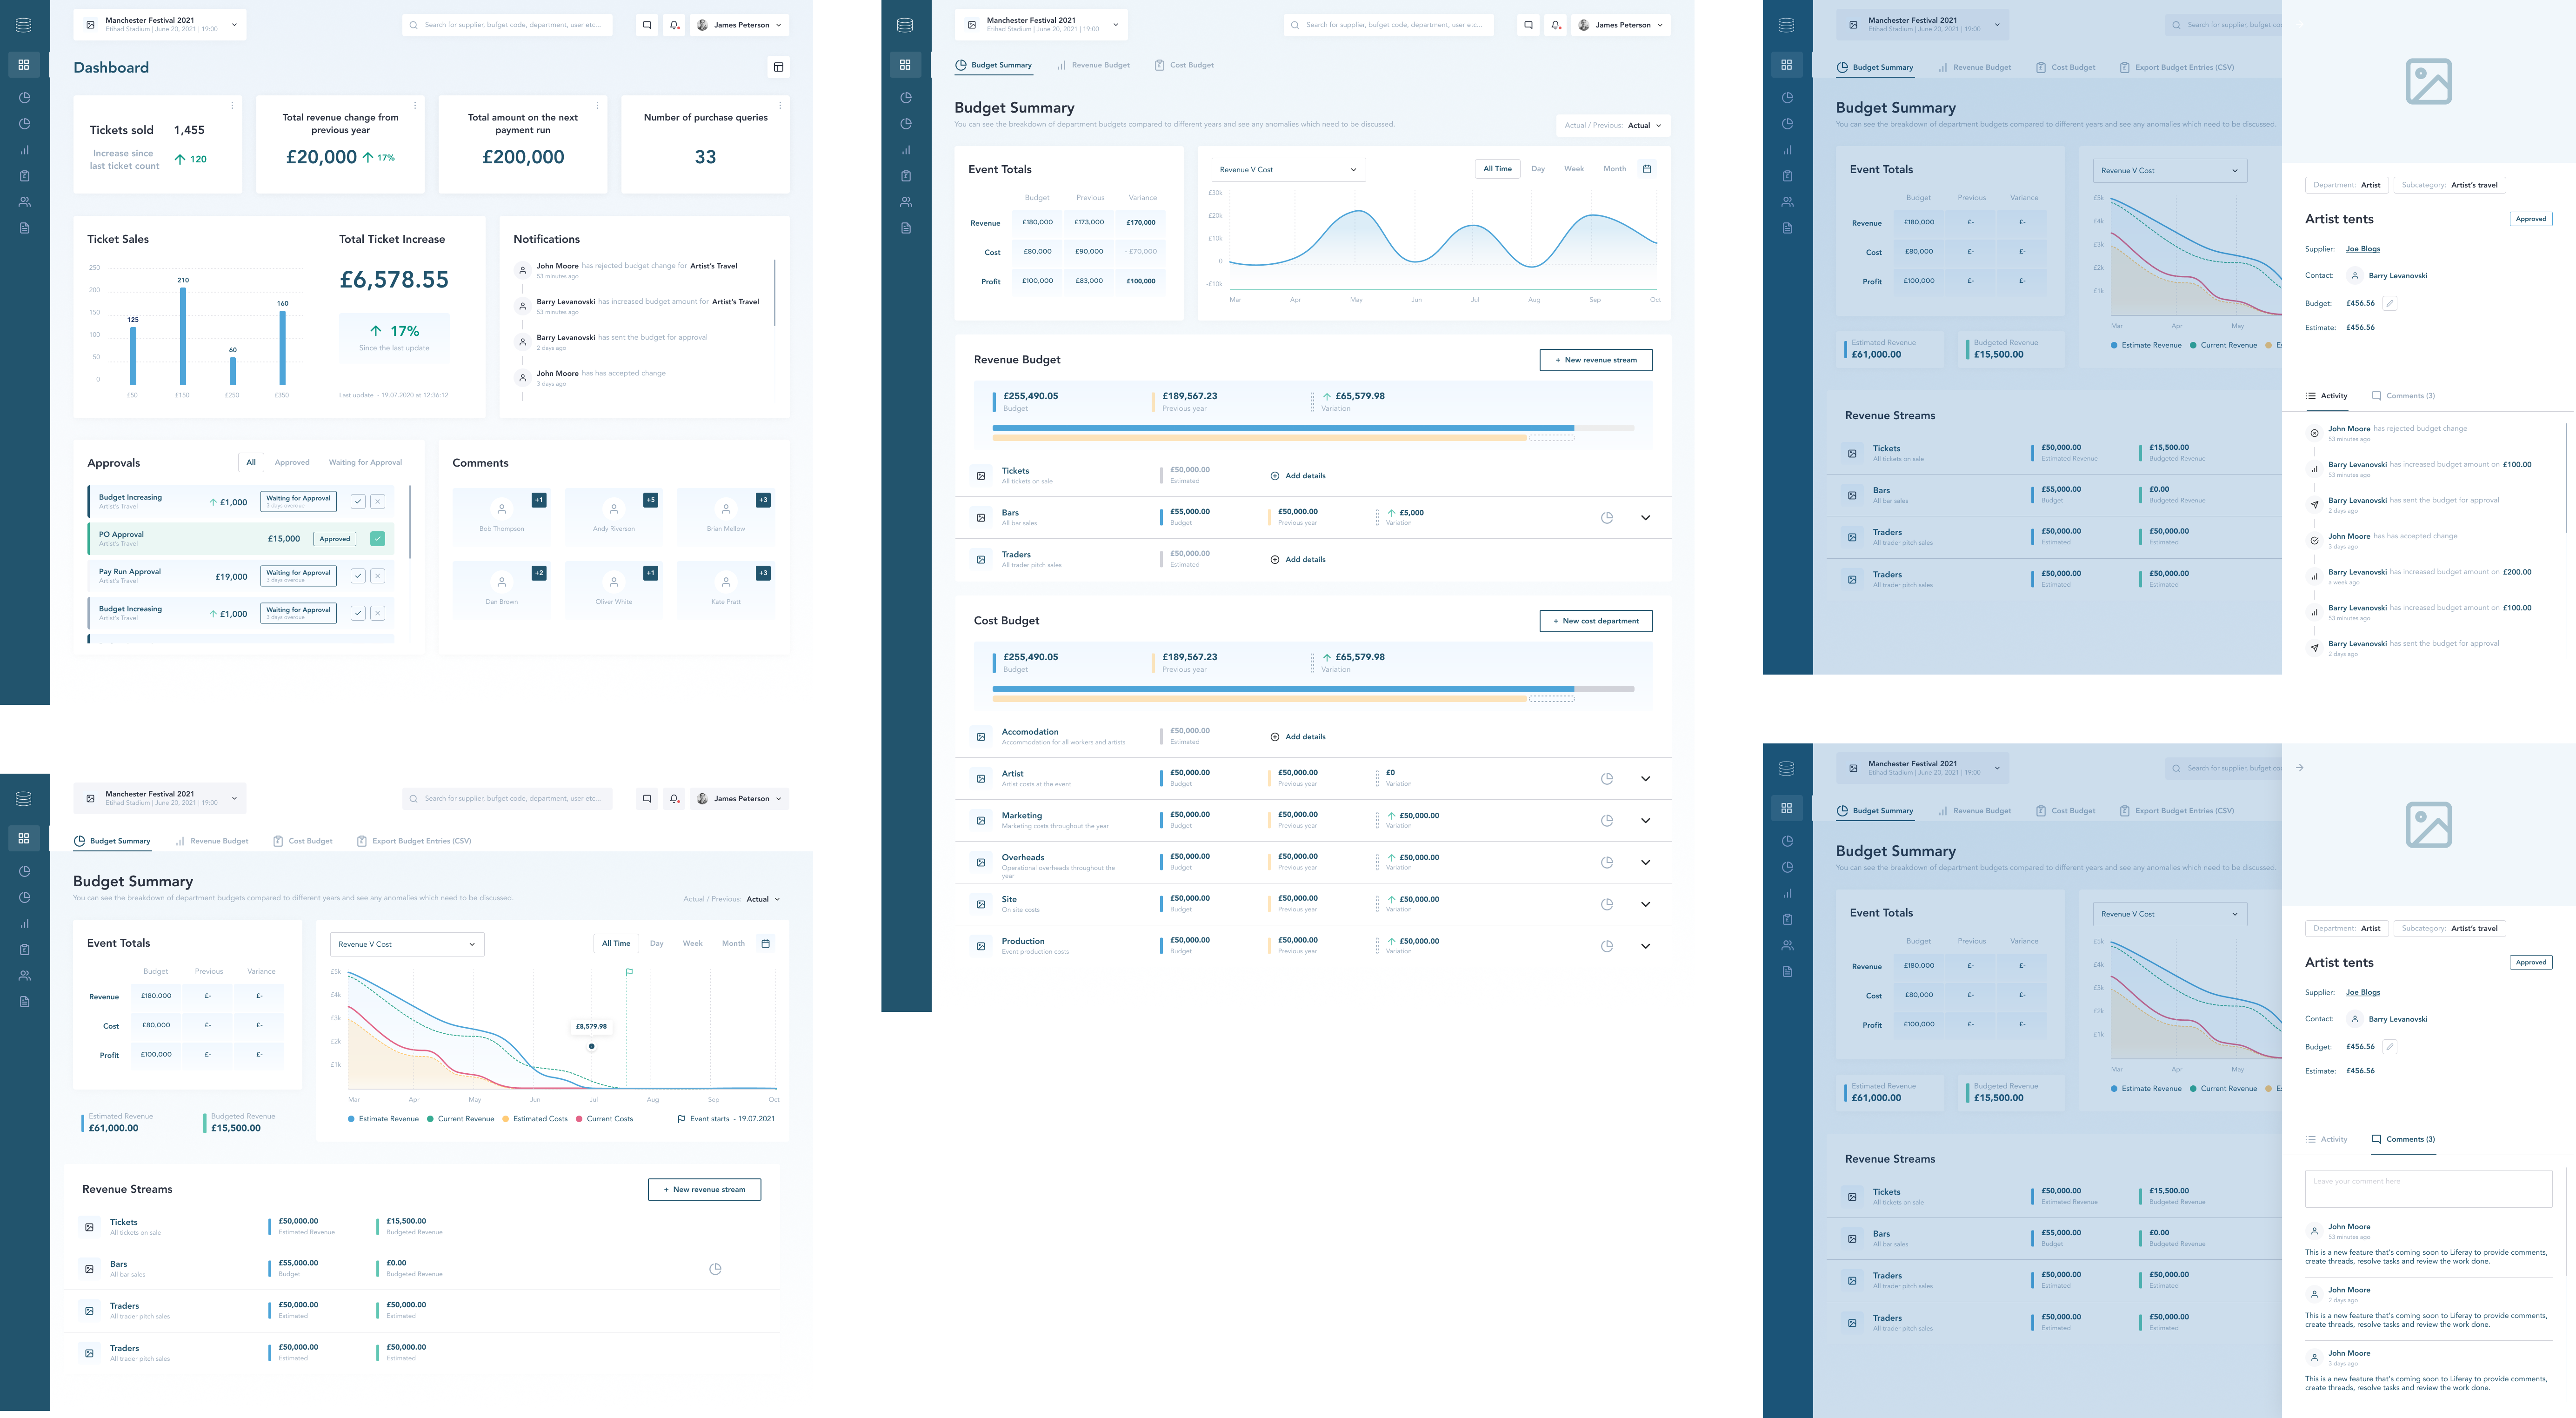 Manchester Festival 2021
Etihad Stadium | June 20, 2021 | 19:00
Search for supplier, bufget code, department, user etc...
James Peterson
Dashboard
Tickets sold 1,455
Increase since
last ticket count
120
Total revenue change from
previous year
£20,000 17%
Total amount on the next
payment run
£200,000
Number of purchase queries
33
Ticket Sales
250
200
150
100
50
0
125
210
60
160
£50 £150 £250 £350
Total Ticket Increase
£6,578.55
17%
Since the last update
Last update - 19.07.2020 at 12:36:12
Notifications
John Moore has rejected budget change for Artist's Travel
53 minutes ago
Barry Levanovski has increased budget amount for Artist's Travel
53 minutes ago
Barry Levanovski has sent the budget for approval
2 days ago
John Moore has has accepted change
3 days ago
Approvals
All Approved Waiting for Approval
Budget Increasing
Artist's Travel
£1,000
Waiting for Approval
3 days overdue
PO Approval
Artist's Travel
£15,000
Approved
Pay Run Approval
Artist's Travel
£19,000
Waiting for Approval
3 days overdue
Budget Increasing
Artist's Travel
£1,000
Waiting for Approval
3 days overdue
Comments
+1
Bob Thompson
+5
Andy Riverson
+3
Brian Mellow
+2
Dan Brown
+1
Oliver White
+3
Kate Pratt
Manchester Festival 2021
Etihad Stadium | June 20, 2021 | 19:00
Search for supplier, bufget code, department, user etc...
James Peterson
Budget Summary Revenue Budget Cost Budget Export Budget Entries (CSV)
Budget Summary
You can see the breakdown of department budgets compared to different years and see any anomalies which need to be discussed.
Actual / Previous: Actual
Event Totals
Budget Previous Variance
Revenue £180,000 £- £-
Cost £80,000 £- £-
Profit £100,000 £- £-
Estimated Revenue
£61,000.00
Budgeted Revenue
£15,500.00
Revenue V Cost
All Time Day Week Month
£5k
£4k
£3k
£2k
£1k
£8,579.98
Mar Apr May Jun Jul Aug Sep Oct
Estimate Revenue Current Revenue Estimated Costs Current Costs
Event starts - 19.07.2021
Revenue Streams
+ New revenue stream
Tickets
All tickets on sale
£50,000.00
Estimated Revenue
£15,500.00
Budgeted Revenue
Bars
All bar sales
£55,000.00
Budget
£0.00
Budgeted Revenue
Traders
All trader pitch sales
£50,000.00
Estimated
£50,000.00
Estimated
Traders
All trader pitch sales
£50,000.00
Estimated
£50,000.00
Estimated
Manchester Festival 2021
Etihad Stadium | June 20, 2021 | 19:00
Search for supplier, bufget code, department, user etc...
James Peterson
Budget Summary Revenue Budget Cost Budget
Budget Summary
You can see the breakdown of department budgets compared to different years and see any anomalies which need to be discussed.
Actual / Previous: Actual
Event Totals
Budget Previous Variance
Revenue £180,000 £173,000 £170,000
Cost £80,000 £90,000 - £70,000
Profit £100,000 £83,000 £100,000
Revenue V Cost
All Time Day Week Month
£30k
£20k
£10k
0
-£10k
Mar Apr May Jun Jul Aug Sep Oct
Revenue Budget
+ New revenue stream
£255,490.05
Budget
£189,567.23
Previous year
£65,579.98
Variation
Tickets
All tickets on sale
£50,000.00
Estimated
Add details
Bars
All bar sales
£55,000.00
Budget
£50,000.00
Previous year
£5,000
Variation
Traders
All trader pitch sales
£50,000.00
Estimated
Add details
Cost Budget
+ New cost department
£255,490.05
Budget
£189,567.23
Previous year
£65,579.98
Variation
Accomodation
Accommodation for all workers and artists
£50,000.00
Estimated
Add details
Artist
Artist costs at the event
£50,000.00
Budget
£50,000.00
Previous year
£0
Variation
Marketing
Marketing costs throughout the year
£50,000.00
Budget
£50,000.00
Previous year
£50,000.00
Variation
Overheads
Operational overheads throughout the
year
£50,000.00
Budget
£50,000.00
Previous year
£50,000.00
Variation
Site
On site costs
£50,000.00
Budget
£50,000.00
Previous year
£50,000.00
Variation
Production
Event production costs
£50,000.00
Budget
£50,000.00
Previous year
£50,000.00
Variation
Manchester Festival 2021
Etihad Stadium | June 20, 2021 | 19:00
Search for supplier, bufget co
Budget Summary Revenue Budget Cost Budget Export Budget Entries (CSV)
Budget Summary
You can see the breakdown of department budgets compared to different years and see any anomalies which need to be discussed.
Event Totals
Budget Previous Variance
Revenue £180,000 £- £-
Cost £80,000 £- £-
Profit £100,000 £- £-
Estimated Revenue
£61,000.00
Budgeted Revenue
£15,500.00
Revenue V Cost
£5k
£4k
£3k
£2k
£1k
Mar Apr May
Estimate Revenue Current Revenue Es
Revenue Streams
Tickets
All tickets on sale
£50,000.00
Estimated Revenue
£15,500.00
Budgeted Revenue
Bars
All bar sales
£55,000.00
Budget
£0.00
Budgeted Revenue
Traders
All trader pitch sales
£50,000.00
Estimated
£50,000.00
Estimated
Traders
All trader pitch sales
£50,000.00
Estimated
£50,000.00
Estimated
Department: Artist Subcategory: Artist's travel
Artist tents
Approved
Supplier: Joe Blogs
Contact: Barry Levanovski
Budget: £456.56
Estimate: £456.56
Activity Comments (3)
John Moore has rejected budget change
53 minutes ago
Barry Levanovski has increased budget amount on £100.00
53 minutes ago
Barry Levanovski has sent the budget for approval
2 days ago
John Moore has has accepted change
3 days ago
Barry Levanovski has increased budget amount on £200.00
a week ago
Barry Levanovski has increased budget amount on £100.00
53 minutes ago
Barry Levanovski has sent the budget for approval
2 days ago
Manchester Festival 2021
Etihad Stadium | June 20, 2021 | 19:00
Search for supplier, bufget co
Budget Summary Revenue Budget Cost Budget Export Budget Entries (CSV)
Budget Summary
You can see the breakdown of department budgets compared to different years and see any anomalies which need to be discussed.
Event Totals
Budget Previous Variance
Revenue £180,000 £- £-
Cost £80,000 £- £-
Profit £100,000 £- £-
Estimated Revenue
£61,000.00
Budgeted Revenue
£15,500.00
Revenue V Cost
£5k
£4k
£3k
£2k
£1k
Mar Apr May
Estimate Revenue Current Revenue Es
Revenue Streams
Tickets
All tickets on sale
£50,000.00
Estimated Revenue
£15,500.00
Budgeted Revenue
Bars
All bar sales
£55,000.00
Budget
£0.00
Budgeted Revenue
Traders
All trader pitch sales
£50,000.00
Estimated
£50,000.00
Estimated
Traders
All trader pitch sales
£50,000.00
Estimated
£50,000.00
Estimated
Department: Artist Subcategory: Artist's travel
Artist tents
Approved
Supplier: Joe Blogs
Contact: Barry Levanovski
Budget: £456.56
Estimate: £456.56
Activity Comments (3)
Leave your comment here
John Moore
53 minutes ago
This is a new feature that's coming soon to Liferay to provide comments,
create threads, resolve tasks and review the work done.
John Moore
2 days ago
This is a new feature that's coming soon to Liferay to provide comments,
create threads, resolve tasks and review the work done.
John Moore
3 days ago
This is a new feature that's coming soon to Liferay to provide comments,
create threads, resolve tasks and review the work done.